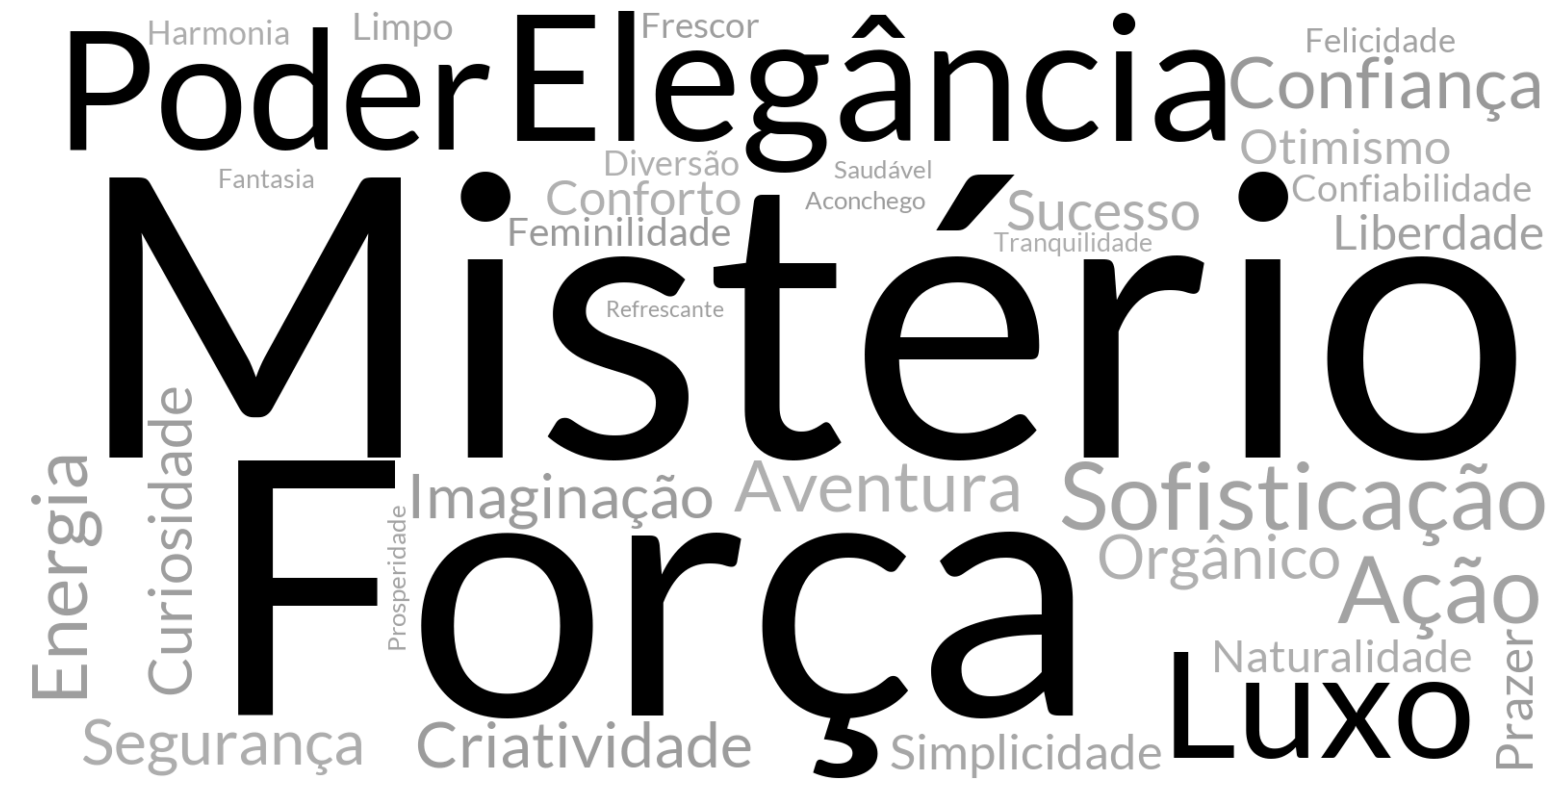 Harmonia
Limpo
Frescor
Felicidade
Poder
Elegância
Confiança
Otimismo
Fantasia
Diversão
Saudável
Conforto
Aconchego
Sucesso
Confiabilidade
Feminilidade
Tranquilidade
Liberdade
Mistério
Refrescante
Energia
Curiosidade
Prosperidade
Imaginação
Aventura
Sofisticação
Orgânico
Ação
Força
Naturalidade
Luxo
Prazer
Segurança
Criatividade
Simplicidade